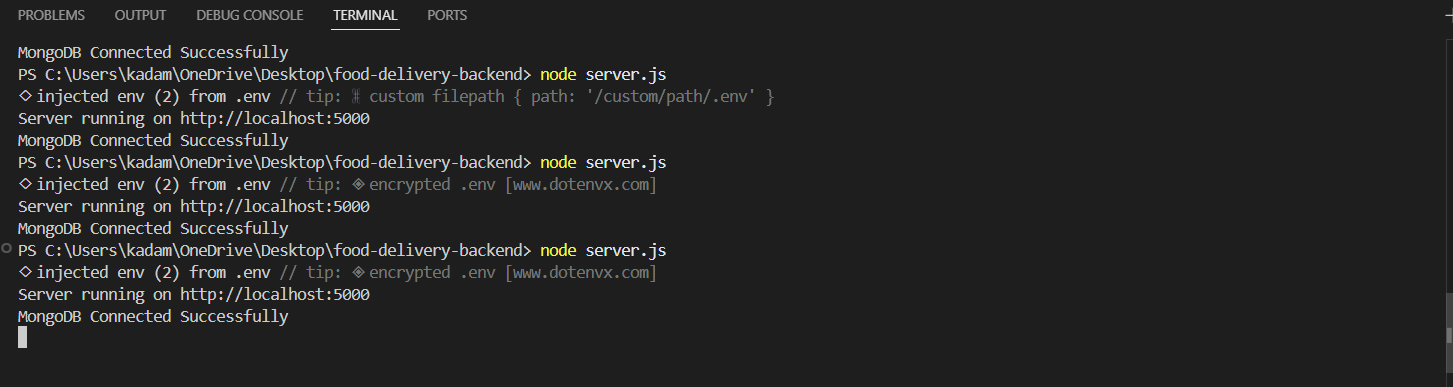 PROBLEMS OUTPUT DEBUG CONSOLE TERMINAL PORTS
MongoDB Connected Successfully
PS C:\Users\kadam\OneDrive\Desktop\food-delivery-backend> node server.js
◇ injected env (2) from .env // tip: ⌘ custom filepath { path: '/custom/path/.env' }
Server running on http://localhost:5000
MongoDB Connected Successfully
PS C:\Users\kadam\OneDrive\Desktop\food-delivery-backend> node server.js
◇ injected env (2) from .env // tip: ◈ encrypted .env [www.dotenvx.com]
Server running on http://localhost:5000
MongoDB Connected Successfully
PS C:\Users\kadam\OneDrive\Desktop\food-delivery-backend> node server.js
◇ injected env (2) from .env // tip: ◈ encrypted .env [www.dotenvx.com]
Server running on http://localhost:5000
MongoDB Connected Successfully